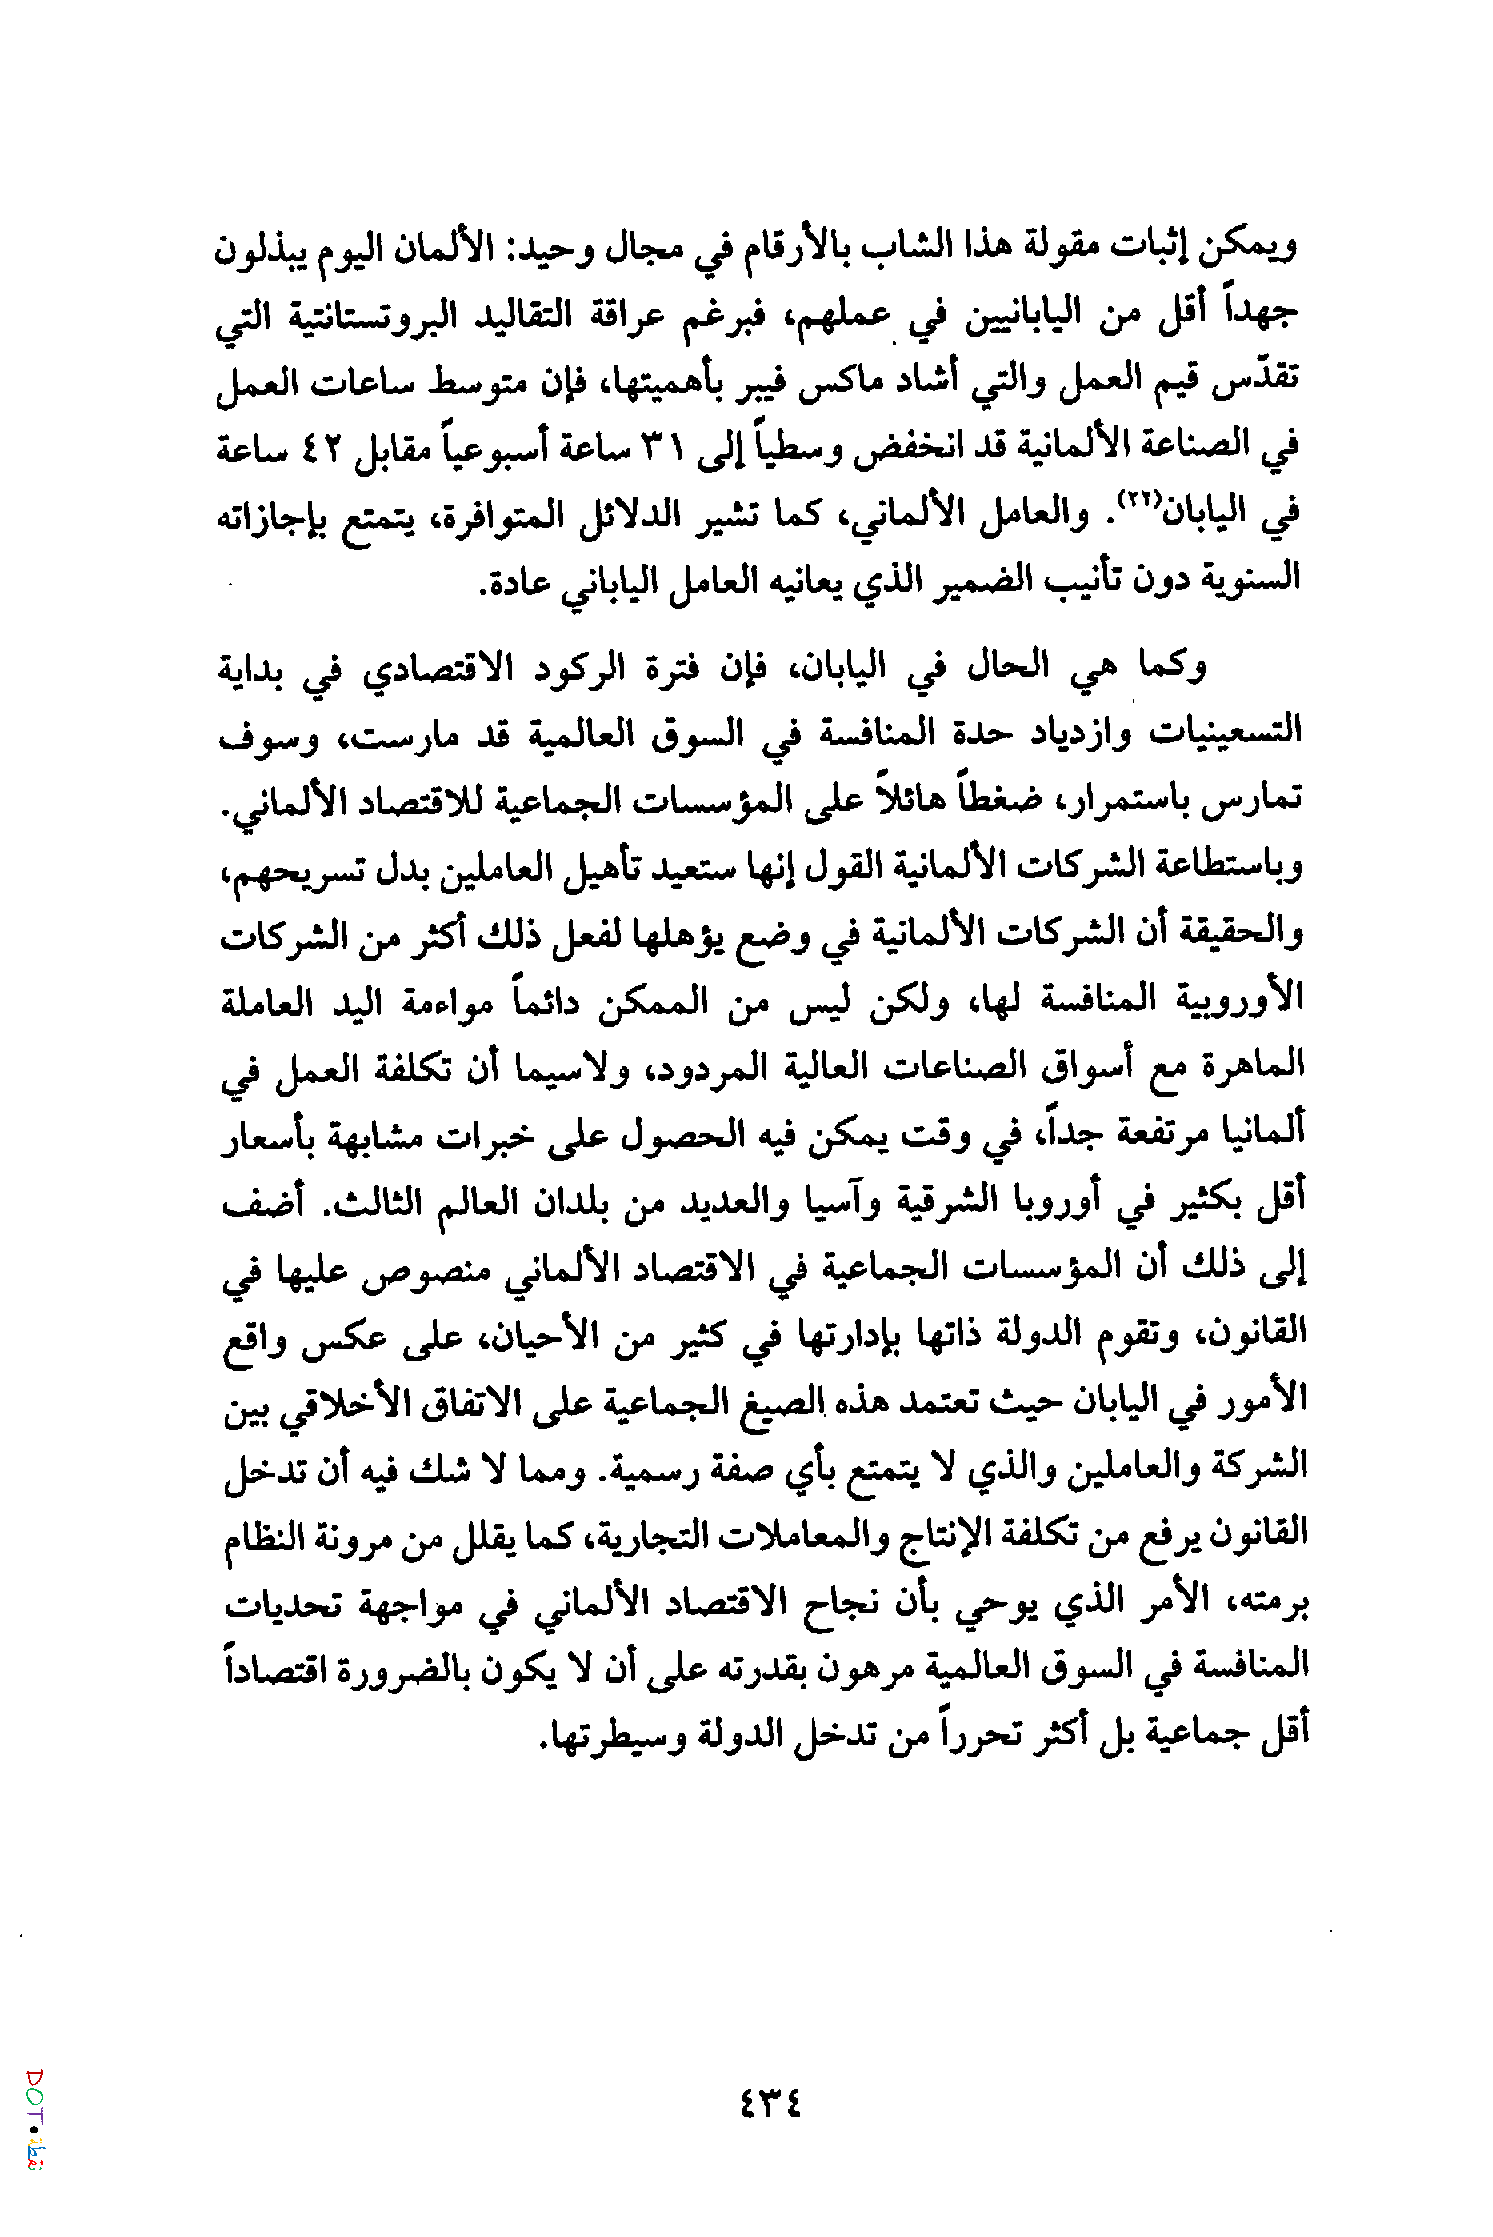 ويمكن إثبات مقولة هذا الشاب بالأرقام في مجال وحيد: الألمان اليوم يبذلون
جهداً أقل من اليابانيين في عملهم، فبرغم عراقة التقاليد البروتستانتية التي
تقدّس قيم العمل والتي أشاد ماكس فيبر بأهميتها، فإن متوسط ساعات العمل
في الصناعة الألمانية قد انخفض وسطياً إلى ٣١ ساعة أسبوعياً مقابل ٤٢ ساعة
في اليابان(٢٢). والعامل الألماني، كما تشير الدلائل المتوافرة، يتمتع بإجازاته
السنوية دون تأنيب الضمير الذي يعانيه العامل الياباني عادة.
وكما هي الحال في اليابان، فإن فترة الركود الاقتصادي في بداية
التسعينيات وازدياد حدة المنافسة في السوق العالمية قد مارست، وسوف
تمارس باستمرار، ضغطاً هائلاً على المؤسسات الجماعية للاقتصاد الألماني.
وباستطاعة الشركات الألمانية القول إنها ستعيد تأهيل العاملين بدل تسريحهم،
والحقيقة أن الشركات الألمانية في وضع يؤهلها لفعل ذلك أكثر من الشركات
الأوروبية المنافسة لها، ولكن ليس من الممكن دائماً مواءمة اليد العاملة
الماهرة مع أسواق الصناعات العالية المردود، ولاسيما أن تكلفة العمل في
ألمانيا مرتفعة جداً، في وقت يمكن فيه الحصول على خبرات مشابهة بأسعار
أقل بكثير في أوروبا الشرقية وآسيا والعديد من بلدان العالم الثالث. أضف
إلى ذلك أن المؤسسات الجماعية في الاقتصاد الألماني منصوص عليها في
القانون، وتقوم الدولة ذاتها بإدارتها في كثير من الأحيان، على عكس واقع
الأمور في اليابان حيث تعتمد هذه الصيغ الجماعية على الاتفاق الأخلاقي بين
الشركة والعاملين والذي لا يتمتع بأي صفة رسمية. ومما لا شك فيه أن تدخل
القانون يرفع من تكلفة الإنتاج والمعاملات التجارية، كما يقلل من مرونة النظام
برمته، الأمر الذي يوحي بأن نجاح الاقتصاد الألماني في مواجهة تحديات
المنافسة في السوق العالمية مرهون بقدرته على أن لا يكون بالضرورة اقتصاداً
أقل جماعية بل أكثر تحرراً من تدخل الدولة وسيطرتها.
٤٣٤
DOT•نقطة